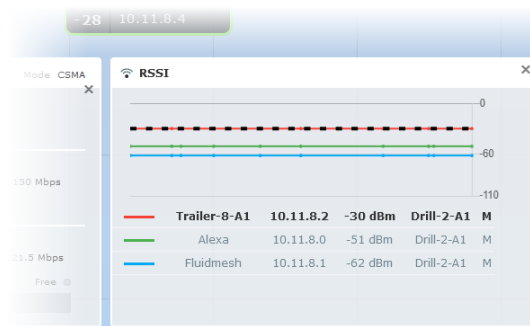 -28 10.11.8.4
Mode CSMA
RSSI
0
-60
150 Mbps
-110
Trailer-8-A1 10.11.8.2 -30 dBm Drill-2-A1 M
Alexa 10.11.8.0 -51 dBm Drill-2-A1 M
21.5 Mbps
Fluidmesh 10.11.8.1 -62 dBm Drill-2-A1 M
Free